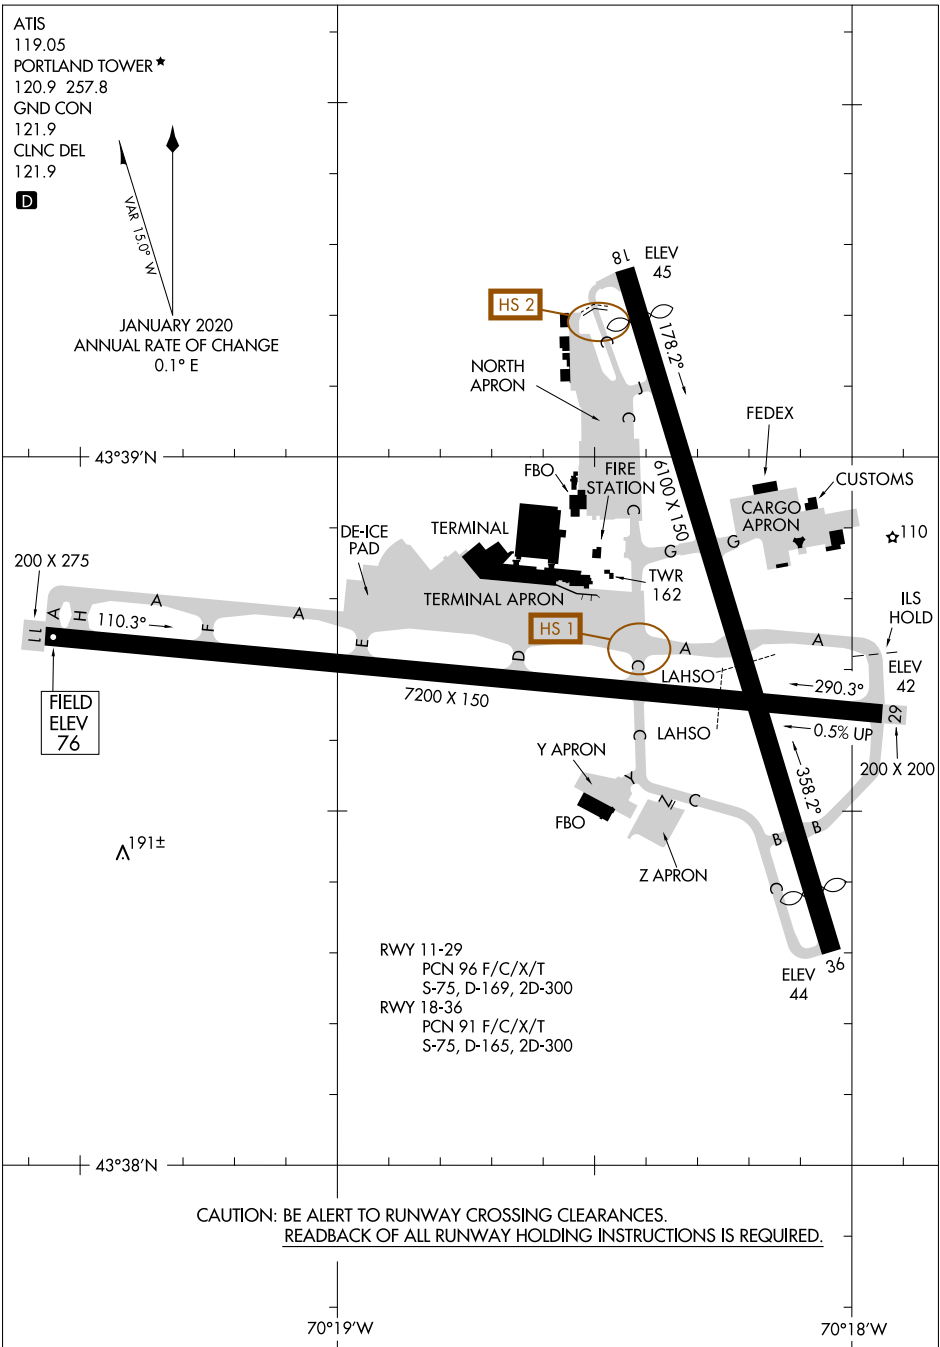 ATIS
119.05
PORTLAND TOWER★
120.9 257.8
GND CON
121.9
CLNC DEL
121.9
D
VAR 15.0° W
JANUARY 2020
ANNUAL RATE OF CHANGE
0.1° E
18
ELEV
45
HS 2
C
178.2°
NORTH
APRON
J
C
FEDEX
43°39'N
FBO
FIRE
STATION
6100 X 150
CUSTOMS
CARGO
APRON
C
DE-ICE
PAD
TERMINAL
G
G
110
200 X 275
TWR
162
TERMINAL APRON
ILS
HOLD
A
A
H
A
110.3°
F
E
D
HS 1
C
A
A
11
LAHSO
ELEV
42
290.3°
29
FIELD
ELEV
76
7200 X 150
LAHSO
0.5% UP
200 X 200
C
Y APRON
Y
Z
C
358.2°
FBO
B
B
191±
Z APRON
C
RWY 11-29
PCN 96 F/C/X/T
S-75, D-169, 2D-300
RWY 18-36
PCN 91 F/C/X/T
S-75, D-165, 2D-300
ELEV
44
36
43°38'N
CAUTION: BE ALERT TO RUNWAY CROSSING CLEARANCES.
READBACK OF ALL RUNWAY HOLDING INSTRUCTIONS IS REQUIRED.
70°19'W
70°18'W